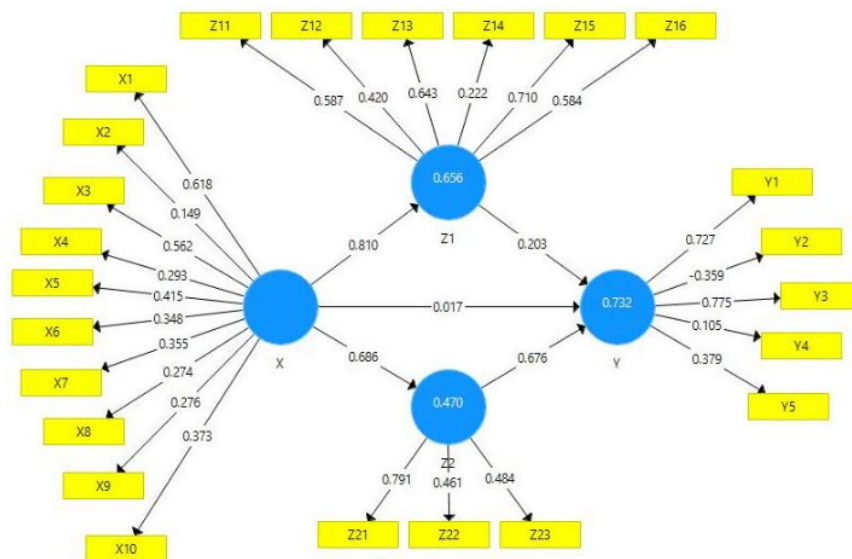 Z11 Z12 Z13 Z14 Z15 Z16
X1
0.587 0.420 0.643 0.222 0.710 0.584
X2
X3
0.618
0.656
Y1
0.149
X4
0.562
Z1
0.727
Y2
0.293
0.810
0.203
-0.359
X5
0.415
0.775
Y3
X6
0.348
0.017
0.732
0.105
Y4
0.355
X
Y
0.379
X7
0.274
0.686
0.676
X8
0.276
0.470
Y5
0.373
X9
Z2
0.791 0.461 0.484
X10
Z21 Z22 Z23